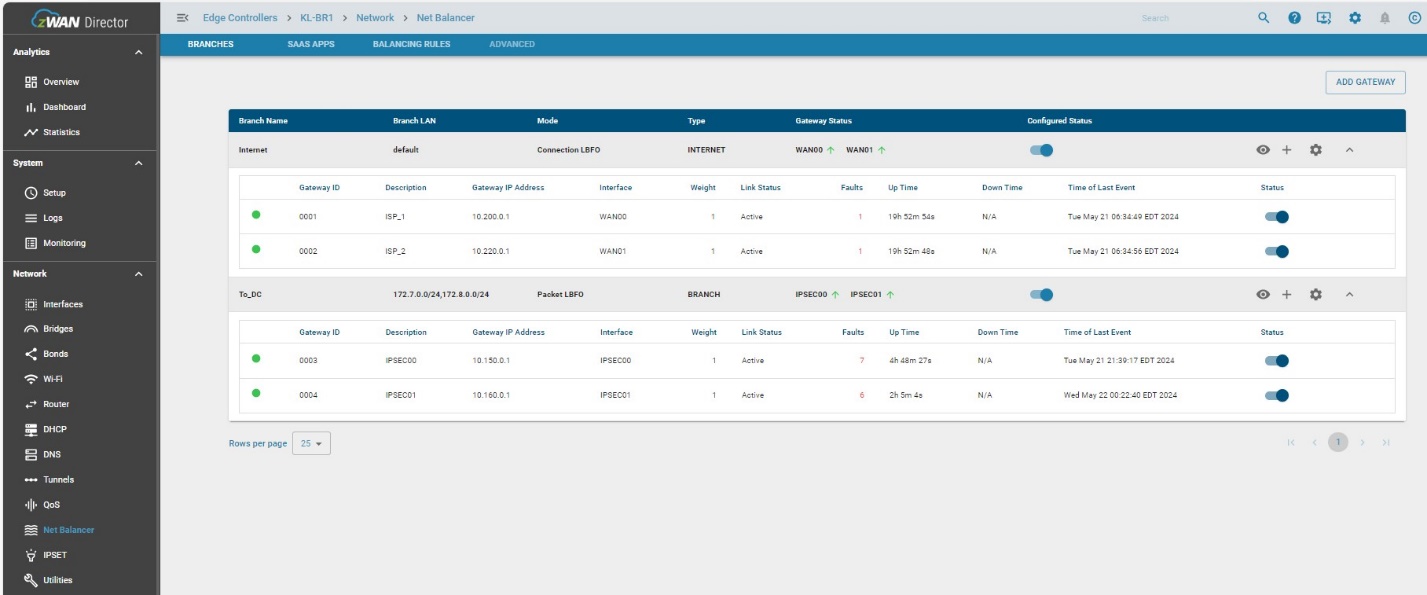 zWAN Director
Edge Controllers > KL-BR1 > Network > Net Balancer
Search
BRANCHES SAAS APPS BALANCING RULES ADVANCED
Analytics
Overview
Dashboard
Statistics
System
Setup
Logs
Monitoring
Network
Interfaces
Bridges
Bonds
Wi-Fi
Router
DHCP
DNS
Tunnels
QoS
Net Balancer
IPSET
Utilities
ADD GATEWAY
Branch Name Branch LAN Mode Type Gateway Status Configured Status
Internet default Connection LBFO INTERNET WAN00 ↑ WAN01 ↑
Gateway ID Description Gateway IP Address Interface Weight Link Status Faults Up Time Down Time Time of Last Event Status
0001 ISP_1 10.200.0.1 WAN00 1 Active 1 19h 52m 54s N/A Tue May 21 06:34:49 EDT 2024
0002 ISP_2 10.220.0.1 WAN01 1 Active 1 19h 52m 48s N/A Tue May 21 06:34:56 EDT 2024
To_DC 172.7.0.0/24,172.8.0.0/24 Packet LBFO BRANCH IPSEC00 ↑ IPSEC01 ↑
Gateway ID Description Gateway IP Address Interface Weight Link Status Faults Up Time Down Time Time of Last Event Status
0003 IPSEC00 10.150.0.1 IPSEC00 1 Active 7 4h 48m 27s N/A Tue May 21 21:39:17 EDT 2024
0004 IPSEC01 10.160.0.1 IPSEC01 1 Active 6 2h 5m 4s N/A Wed May 22 00:22:40 EDT 2024
Rows per page 25
1